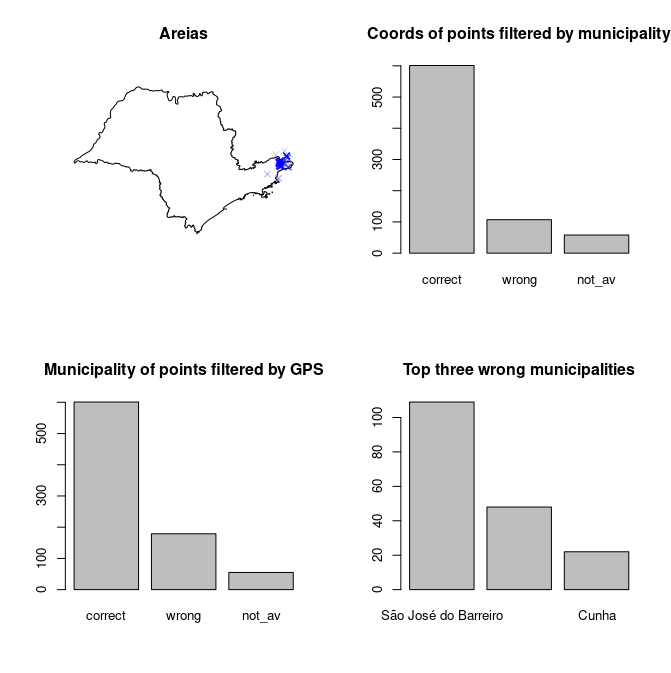 Areias
Coords of points filtered by municipality
500
300
100
0
correct wrong not_av
Municipality of points filtered by GPS
500
300
100
0
correct wrong not_av
Top three wrong municipalities
100
80
60
40
20
0
São José do Barreiro Cunha